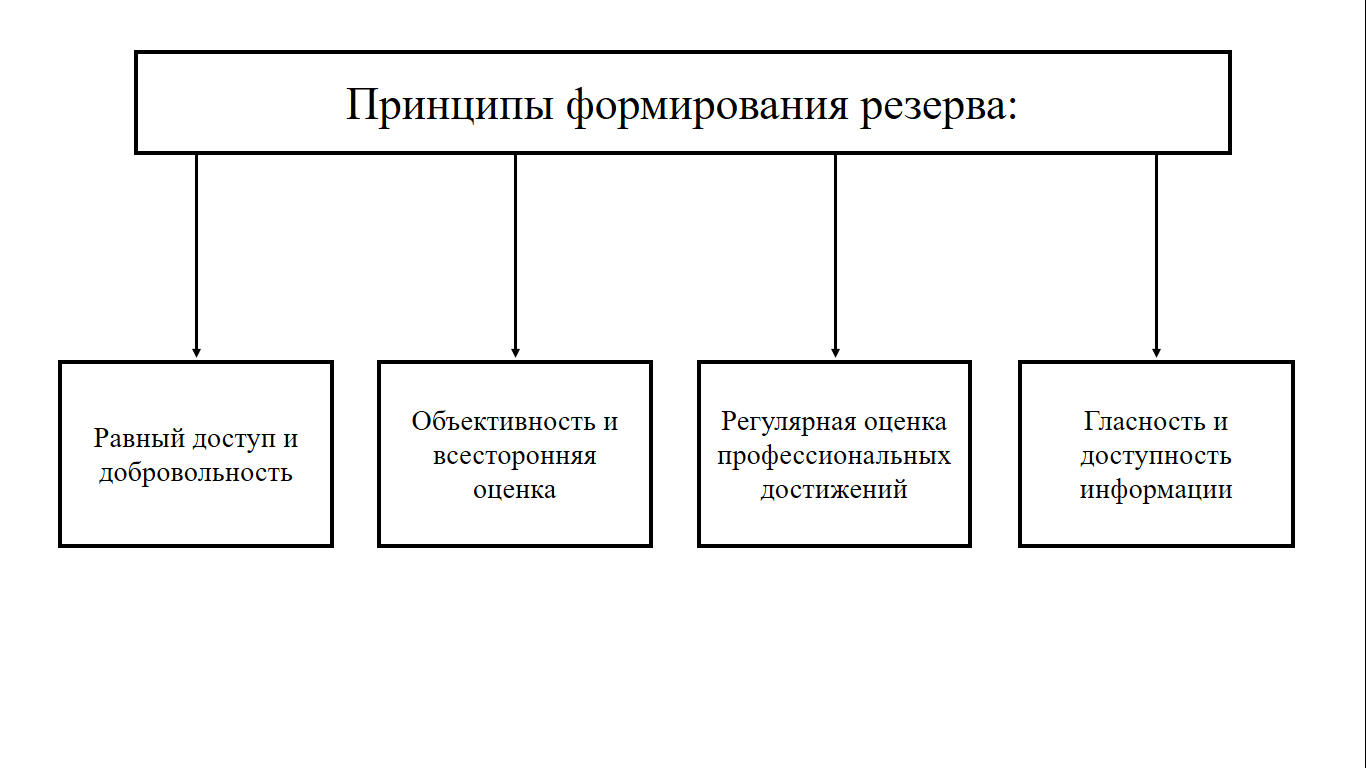 Принципы формирования резерва:
Равный доступ и
добровольность
Объективность и
всесторонняя
оценка
Регулярная оценка
профессиональных
достижений
Гласность и
доступность
информации